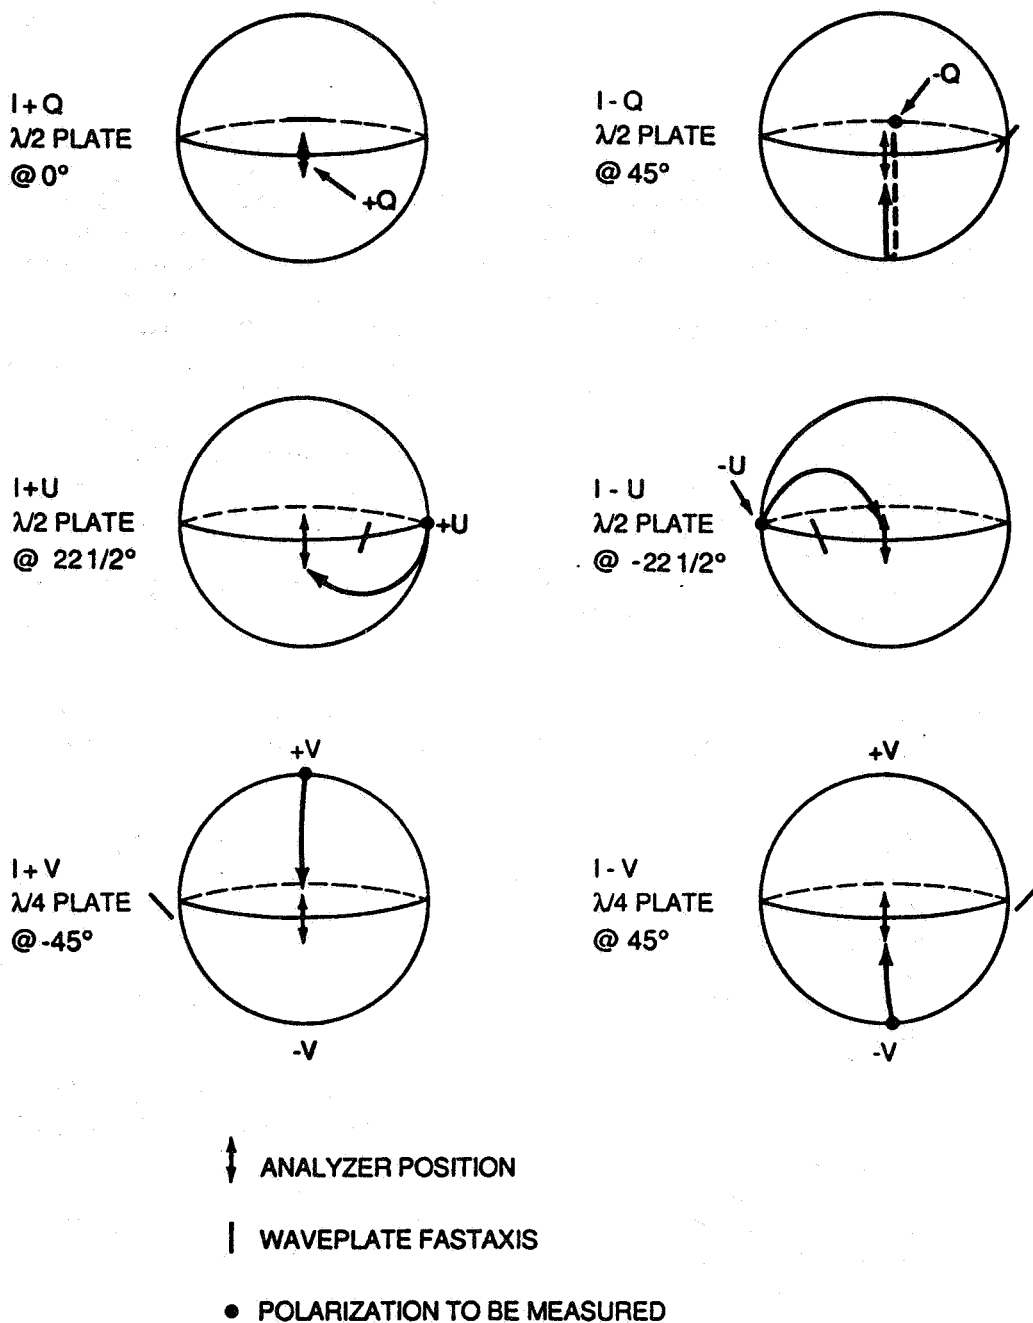 I + Q
λ/2 PLATE
@ 0°
+Q
I - Q
λ/2 PLATE
@ 45°
-Q
I+U
λ/2 PLATE
@ 22 1/2°
+U
I - U
λ/2 PLATE
@ -22 1/2°
-U
I + V
λ/4 PLATE
@ -45°
+V
-V
I - V
λ/4 PLATE
@ 45°
+V
-V
ANALYZER POSITION
WAVEPLATE FASTAXIS
POLARIZATION TO BE MEASURED